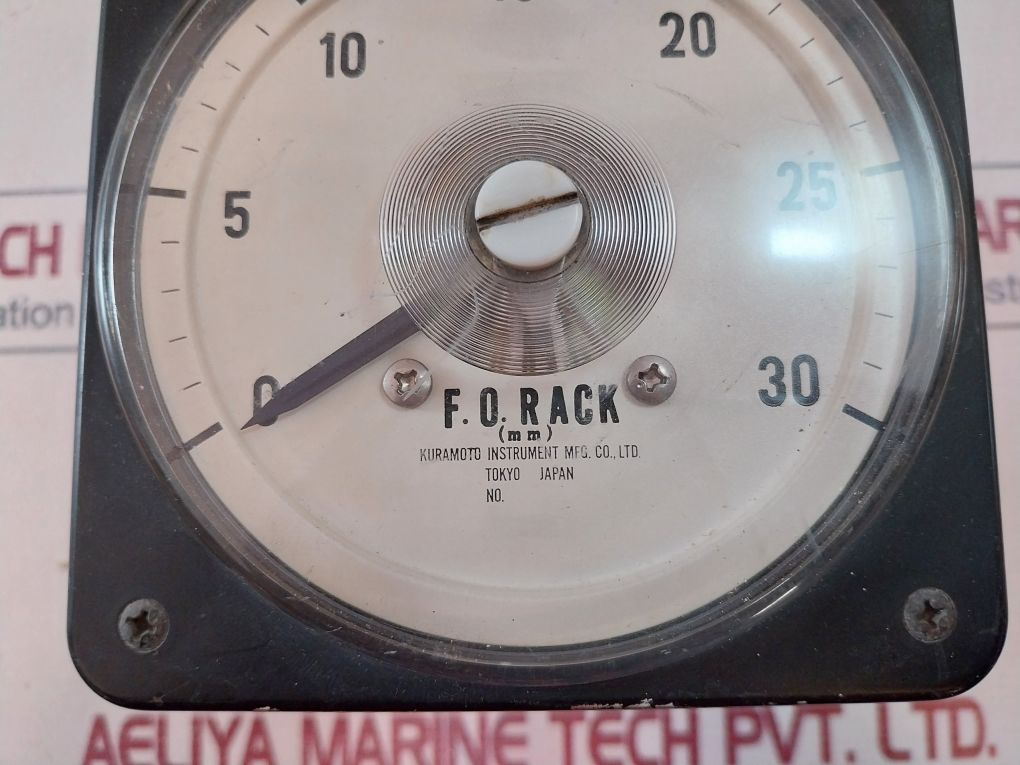 10
20
5
25
0
30
F.O. RACK
(mm)
KURAMOTO INSTRUMENT MFG. CO., LTD.
TOKYO JAPAN
NO.
AELIYA MARINE TECH PVT. LTD.